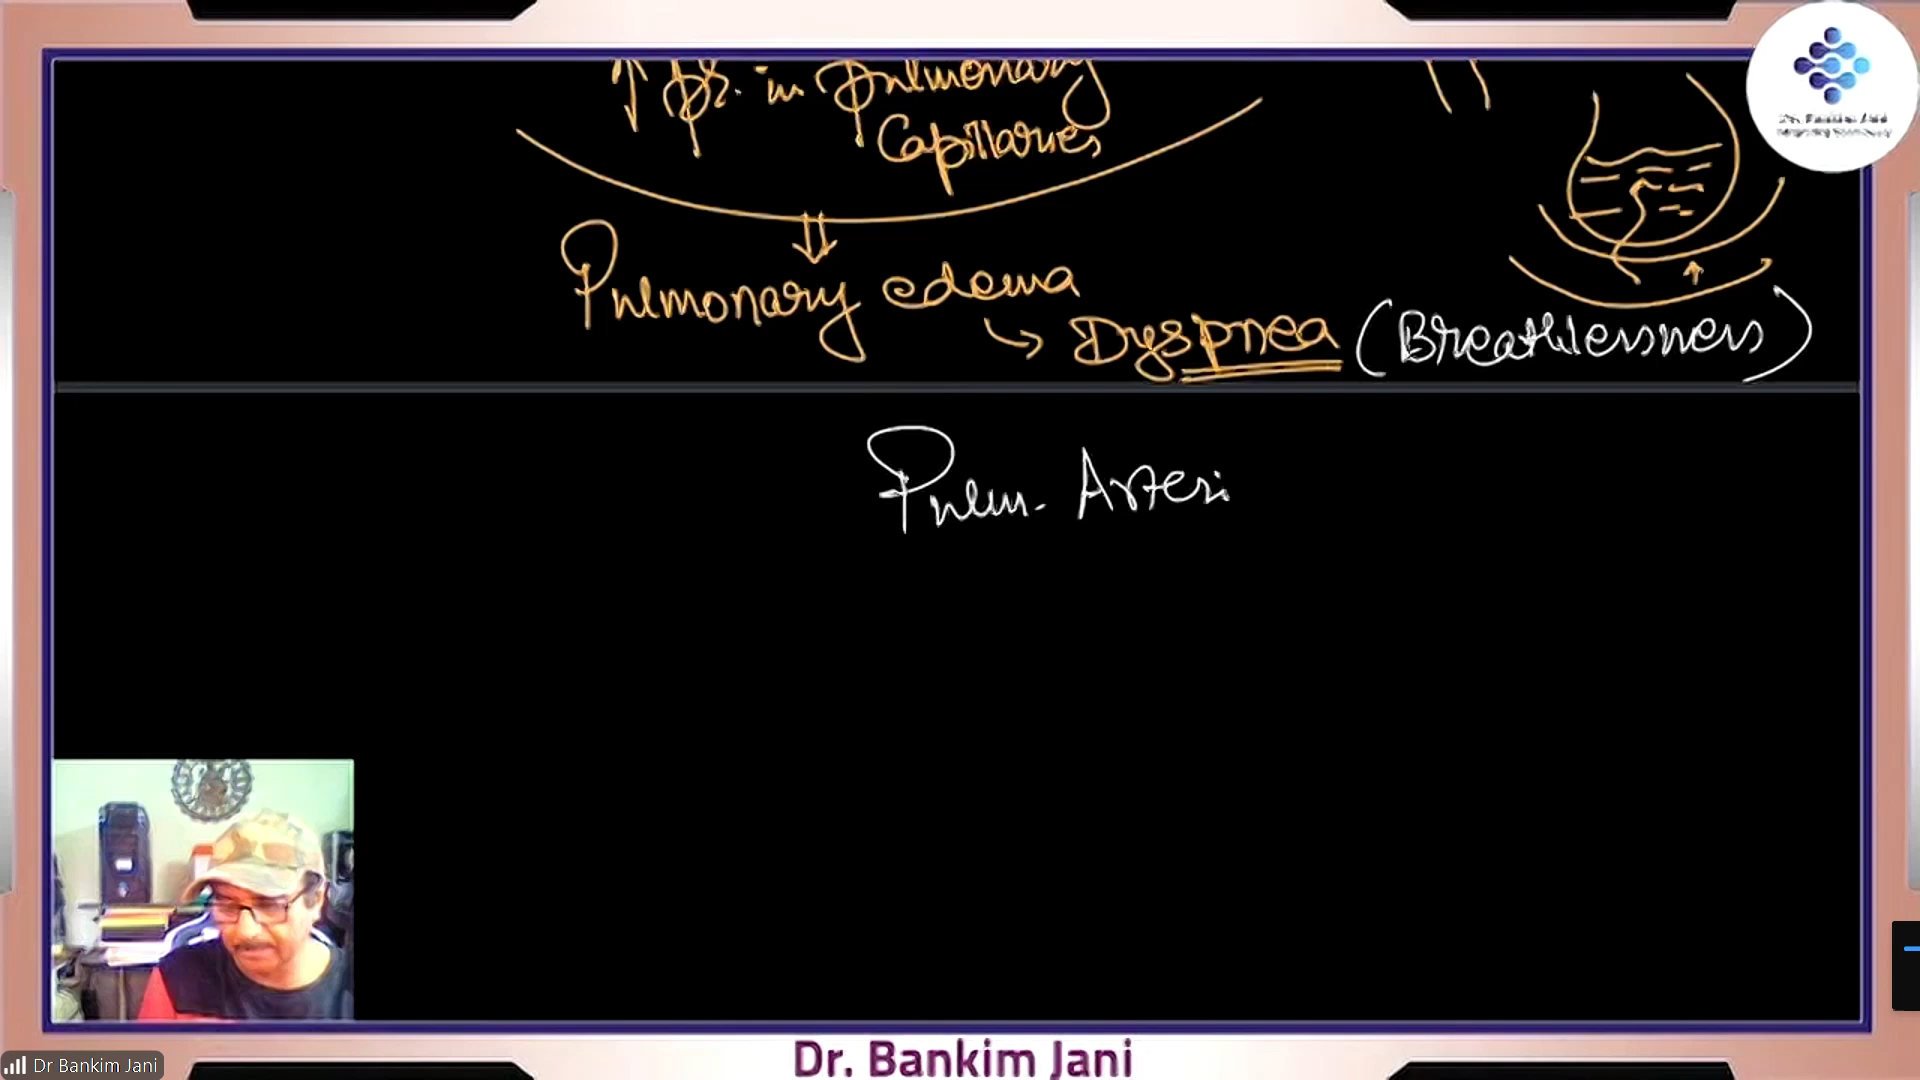 ↑ pr. in pulmonary
Capillaries
⇓
Pulmonary edema
↳ Dyspnea (Breathlessness)
Pulm. Arteri
Dr Bankim Jani
Dr. Bankim Jani